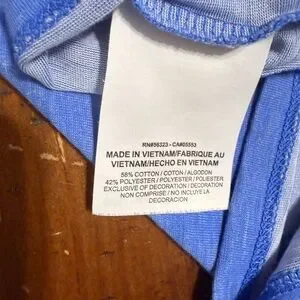 RN#56323 - CA#05553
MADE IN VIETNAM/FABRIQUE AU
VIETNAM/HECHO EN VIETNAM
58% COTTON / COTON / ALGODON
42% POLYESTER / POLYESTER / POLIESTER
EXCLUSIVE OF DECORATION / DECORATION
NON COMPRISE / NO INCLUYE LA
DECORACION